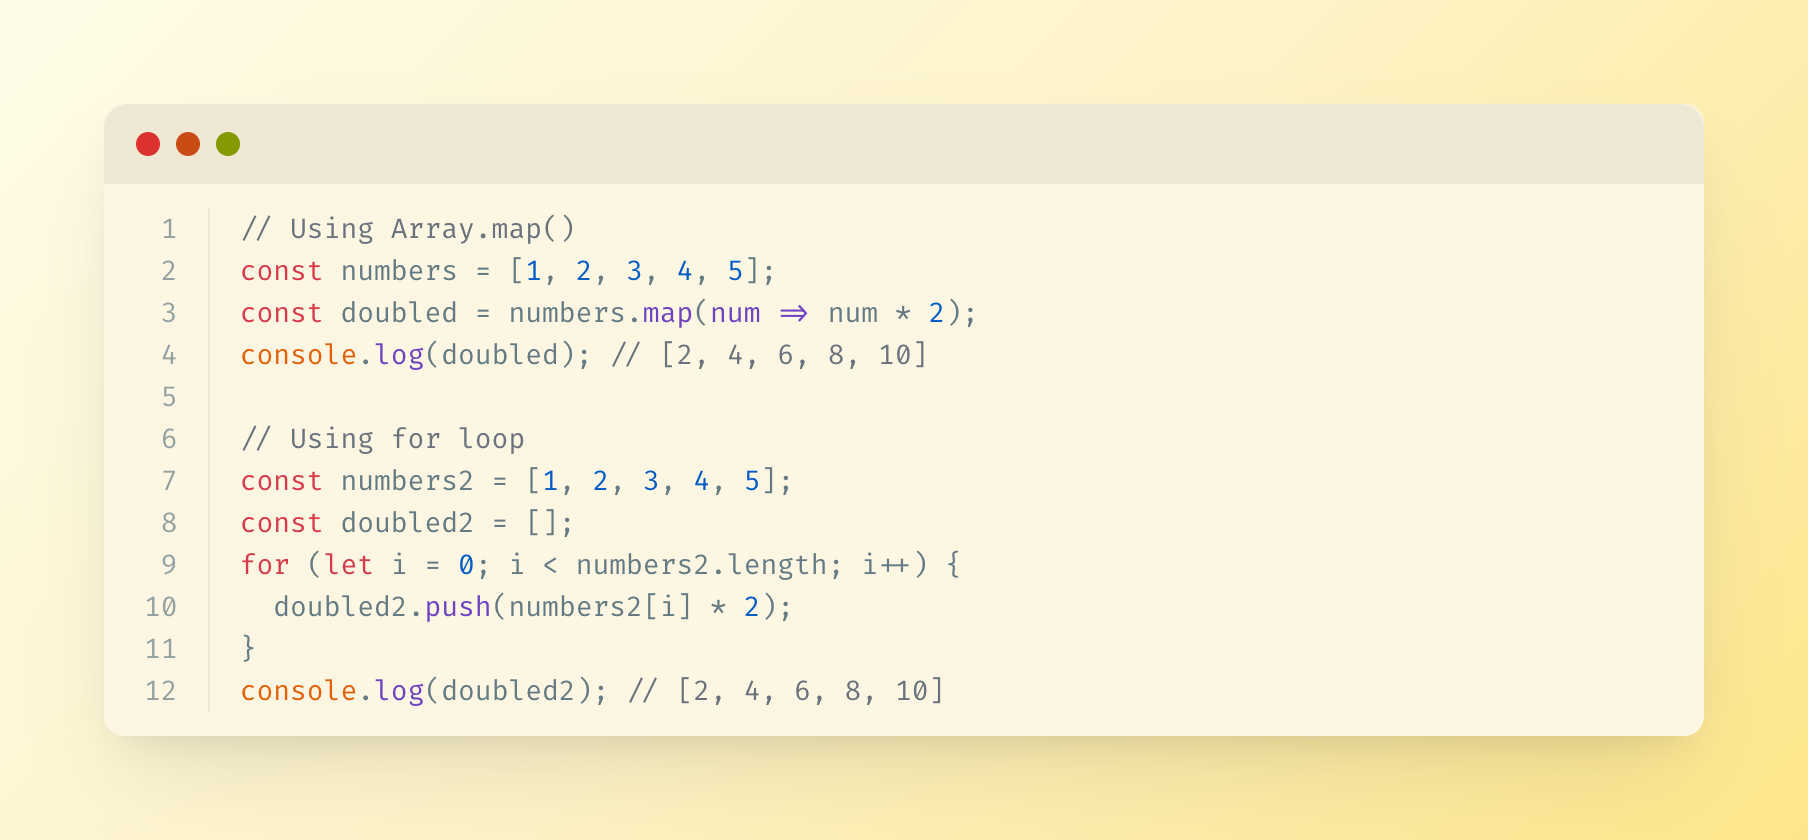 1 // Using Array.map()
2 const numbers = [1, 2, 3, 4, 5];
3 const doubled = numbers.map(num => num * 2);
4 console.log(doubled); // [2, 4, 6, 8, 10]
5
6 // Using for loop
7 const numbers2 = [1, 2, 3, 4, 5];
8 const doubled2 = [];
9 for (let i = 0; i < numbers2.length; i++) {
10   doubled2.push(numbers2[i] * 2);
11 }
12 console.log(doubled2); // [2, 4, 6, 8, 10]